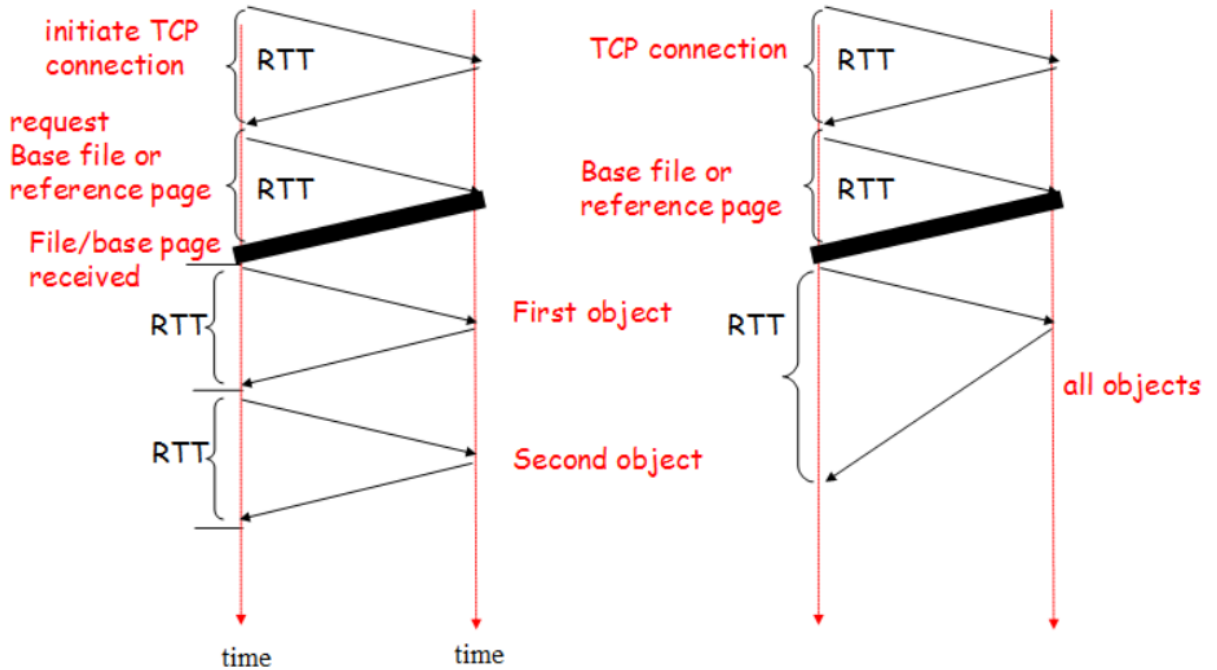 initiate TCP
connection
RTT
request
Base file or
reference page
RTT
File/base page
received
RTT
First object
RTT
Second object
time
time
TCP connection
RTT
Base file or
reference page
RTT
RTT
all objects